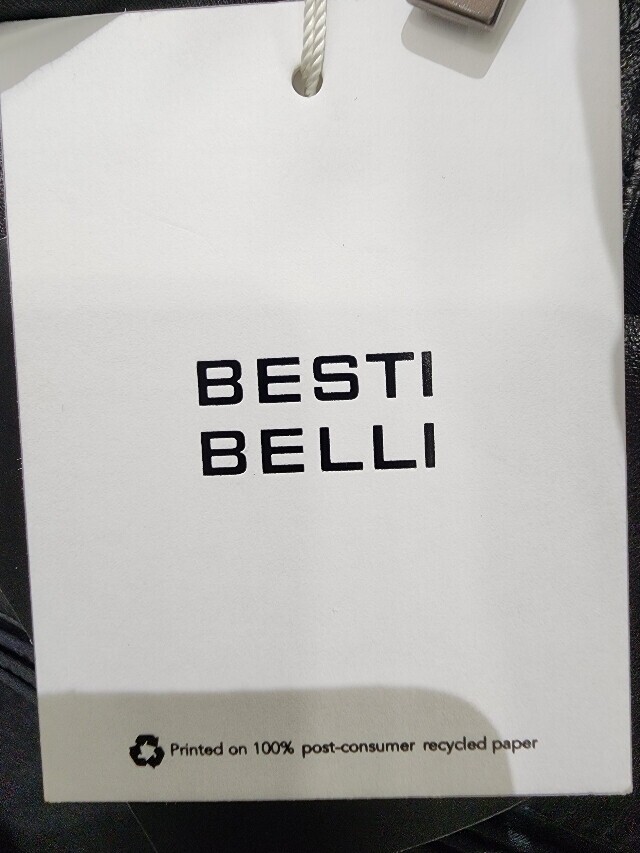 BESTI
BELLI
Printed on 100% post-consumer recycled paper